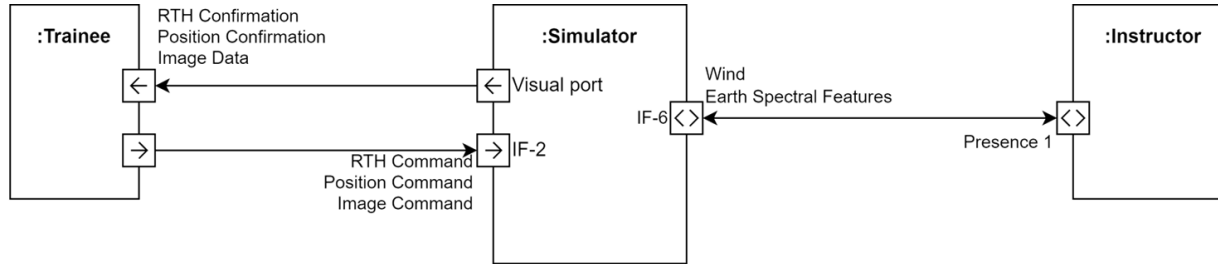 :Trainee
RTH Confirmation
Position Confirmation
Image Data
:Simulator
Visual port
IF-2
RTH Command
Position Command
Image Command
IF-6
Wind
Earth Spectral Features
Presence 1
:Instructor